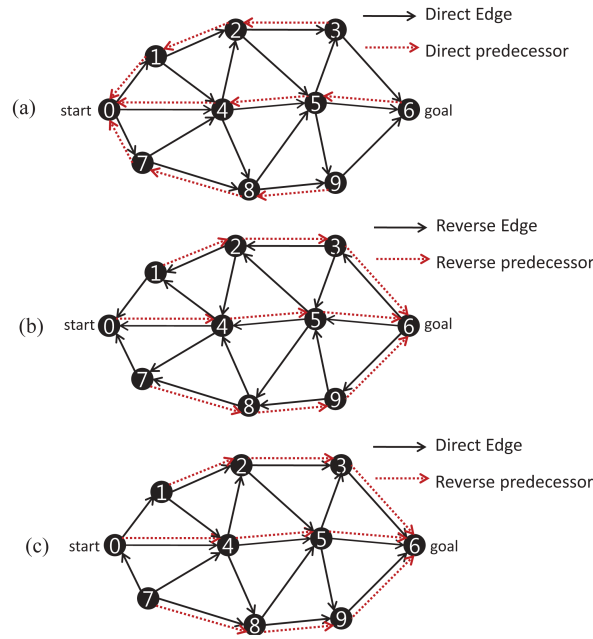 Direct Edge
Direct predecessor
(a)
start
goal
0
1
2
3
4
5
6
7
8
9
Reverse Edge
Reverse predecessor
(b)
start
goal
0
1
2
3
4
5
6
7
8
9
Direct Edge
Reverse predecessor
(c)
start
goal
0
1
2
3
4
5
6
7
8
9